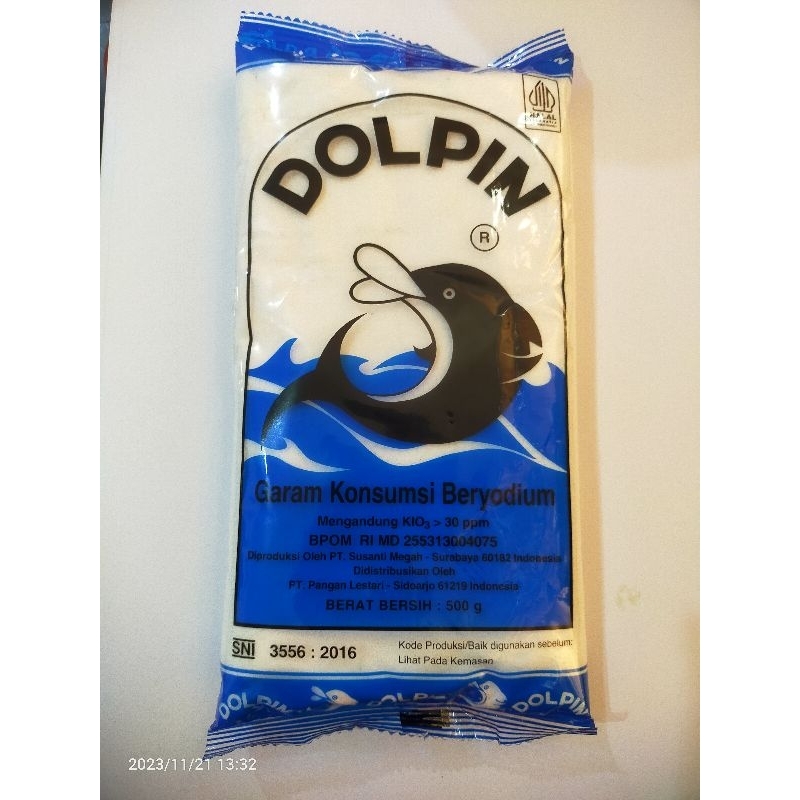 HALAL
DOLPIN
R
Garam Konsumsi Beryodium
Mengandung KIO₃ > 30 ppm
BPOM RI MD 255313004075
Diproduksi Oleh PT. Susanti Megah - Surabaya 60182 Indonesia
Didistribusikan Oleh
PT. Pangan Lestari - Sidoarjo 61219 Indonesia
BERAT BERSIH : 500 g
SNI 3556 : 2016
Kode Produksi/Baik digunakan sebelum:
Lihat Pada Kemasan
DOLPIN DOLPIN DOLPIN
2023/11/21 13:32